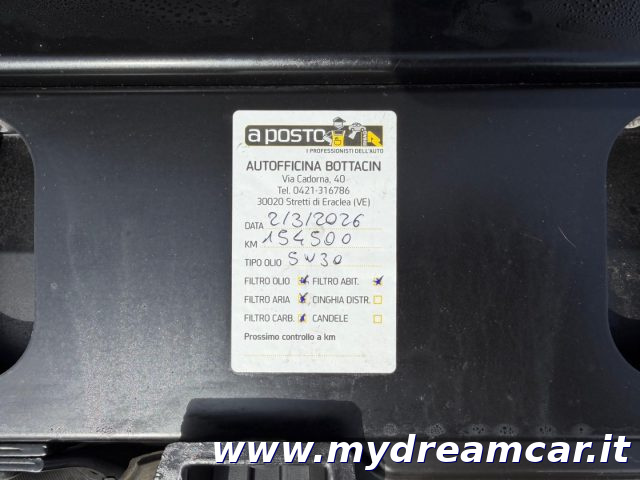 a POSTO
I PROFESSIONISTI DELL'AUTO
AUTOFFICINA BOTTACIN
Via Cadorna, 40
Tel. 0421-316786
30020 Stretti di Eraclea (VE)
DATA 2/3/2026
KM 154500
TIPO OLIO 5W30
FILTRO OLIO FILTRO ABIT.
FILTRO ARIA CINGHIA DISTR.
FILTRO CARB. CANDELE
Prossimo controllo a km
www.mydreamcar.it